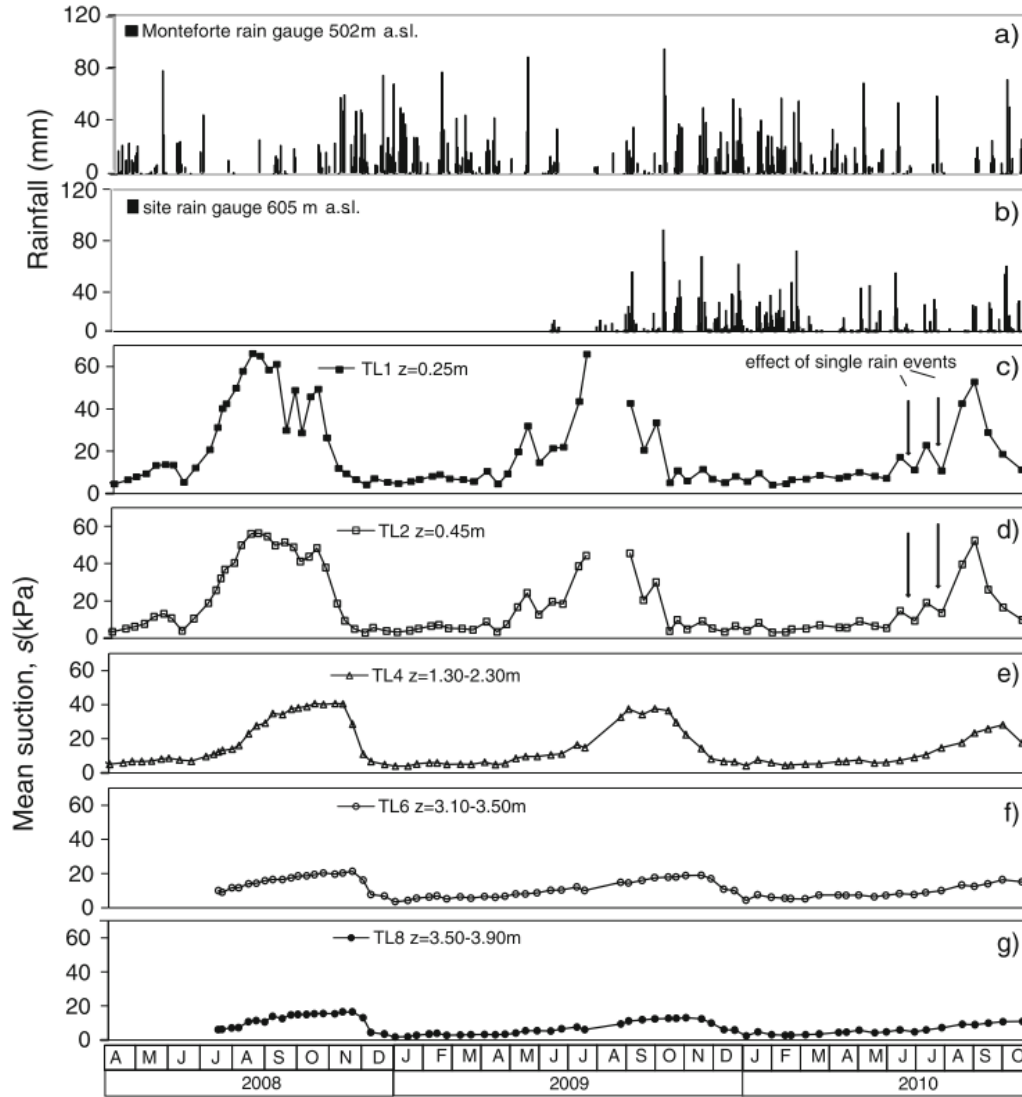 120
80
40
0
Monteforte rain gauge 502m a.s.l.
a)
Rainfall (mm)
120
80
40
0
site rain gauge 605 m a.s.l.
b)
60
40
20
0
TL1 z=0.25m
effect of single rain events
c)
60
40
20
0
TL2 z=0.45m
d)
Mean suction, s(kPa)
60
40
20
0
TL4 z=1.30-2.30m
e)
60
40
20
0
TL6 z=3.10-3.50m
f)
60
40
20
0
TL8 z=3.50-3.90m
g)
A M J J A S O N D J F M A M J J A S O N D J F M A M J J A S O
2008 2009 2010